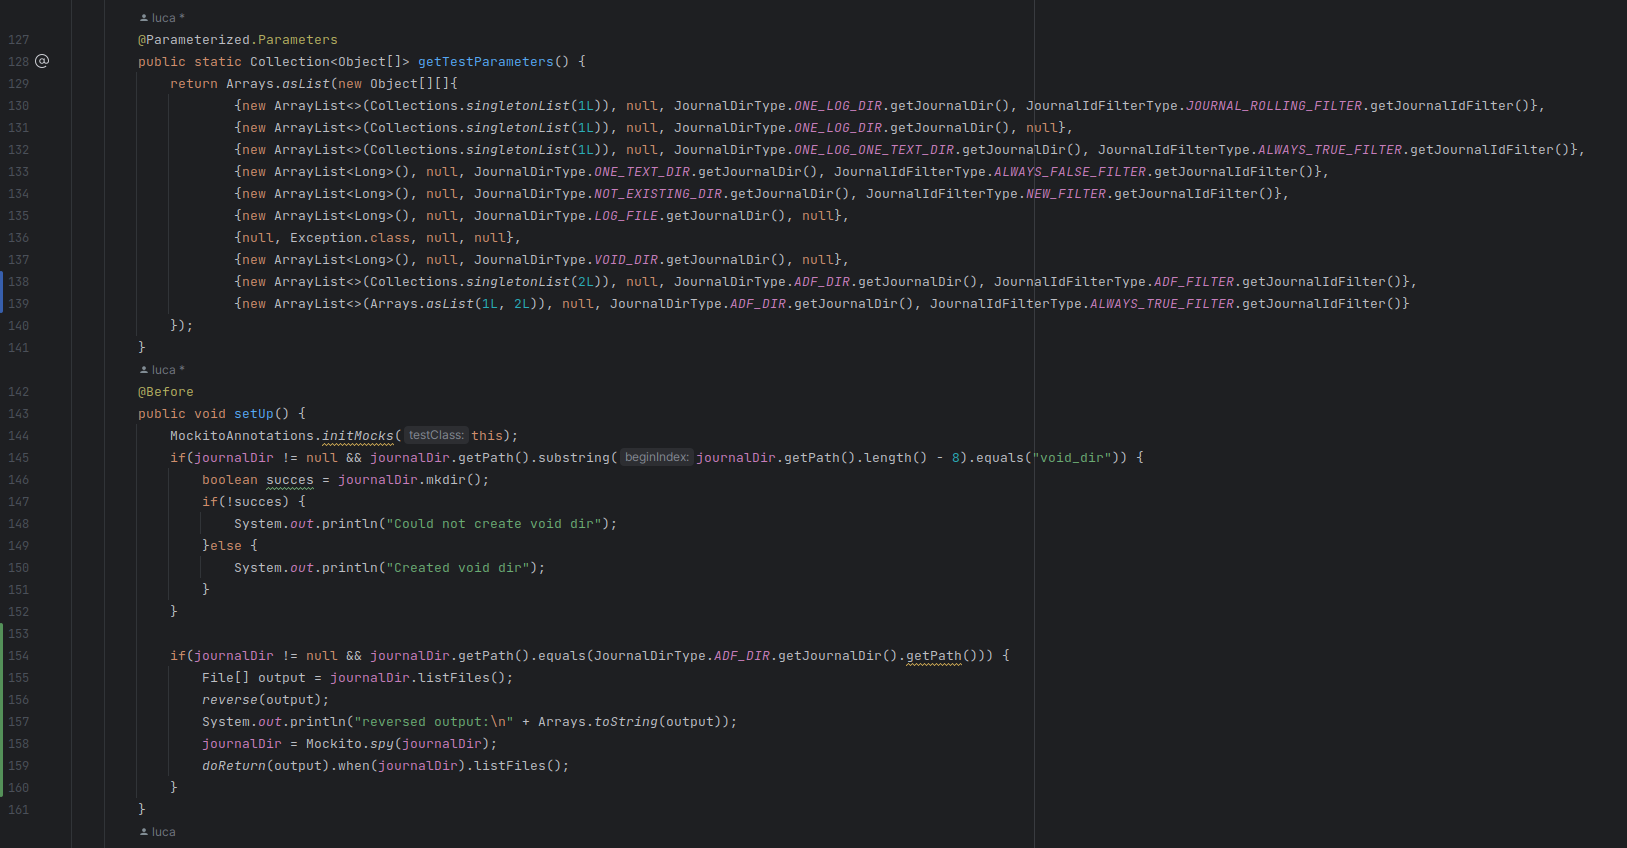 luca *
127 @Parameterized.Parameters
128 @ public static Collection<Object[]> getTestParameters() {
129 return Arrays.asList(new Object[][]{
130 {new ArrayList<>(Collections.singletonList(1L)), null, JournalDirType.ONE_LOG_DIR.getJournalDir(), JournalIdFilterType.JOURNAL_ROLLING_FILTER.getJournalIdFilter()},
131 {new ArrayList<>(Collections.singletonList(1L)), null, JournalDirType.ONE_LOG_DIR.getJournalDir(), null},
132 {new ArrayList<>(Collections.singletonList(1L)), null, JournalDirType.ONE_LOG_ONE_TEXT_DIR.getJournalDir(), JournalIdFilterType.ALWAYS_TRUE_FILTER.getJournalIdFilter()},
133 {new ArrayList<Long>(), null, JournalDirType.ONE_TEXT_DIR.getJournalDir(), JournalIdFilterType.ALWAYS_FALSE_FILTER.getJournalIdFilter()},
134 {new ArrayList<Long>(), null, JournalDirType.NOT_EXISTING_DIR.getJournalDir(), JournalIdFilterType.NEW_FILTER.getJournalIdFilter()},
135 {new ArrayList<Long>(), null, JournalDirType.LOG_FILE.getJournalDir(), null},
136 {null, Exception.class, null, null},
137 {new ArrayList<Long>(), null, JournalDirType.VOID_DIR.getJournalDir(), null},
138 {new ArrayList<>(Collections.singletonList(2L)), null, JournalDirType.ADF_DIR.getJournalDir(), JournalIdFilterType.ADF_FILTER.getJournalIdFilter()},
139 {new ArrayList<>(Arrays.asList(1L, 2L)), null, JournalDirType.ADF_DIR.getJournalDir(), JournalIdFilterType.ALWAYS_TRUE_FILTER.getJournalIdFilter()}
140 });
141 }
luca *
142 @Before
143 public void setUp() {
144 MockitoAnnotations.initMocks( testClass: this);
145 if(journalDir != null && journalDir.getPath().substring( beginIndex: journalDir.getPath().length() - 8).equals("void_dir")) {
146 boolean succes = journalDir.mkdir();
147 if(!succes) {
148 System.out.println("Could not create void dir");
149 }else {
150 System.out.println("Created void dir");
151 }
152 }
153
154 if(journalDir != null && journalDir.getPath().equals(JournalDirType.ADF_DIR.getJournalDir().getPath())) {
155 File[] output = journalDir.listFiles();
156 reverse(output);
157 System.out.println("reversed output:\n" + Arrays.toString(output));
158 journalDir = Mockito.spy(journalDir);
159 doReturn(output).when(journalDir).listFiles();
160 }
161 }
luca